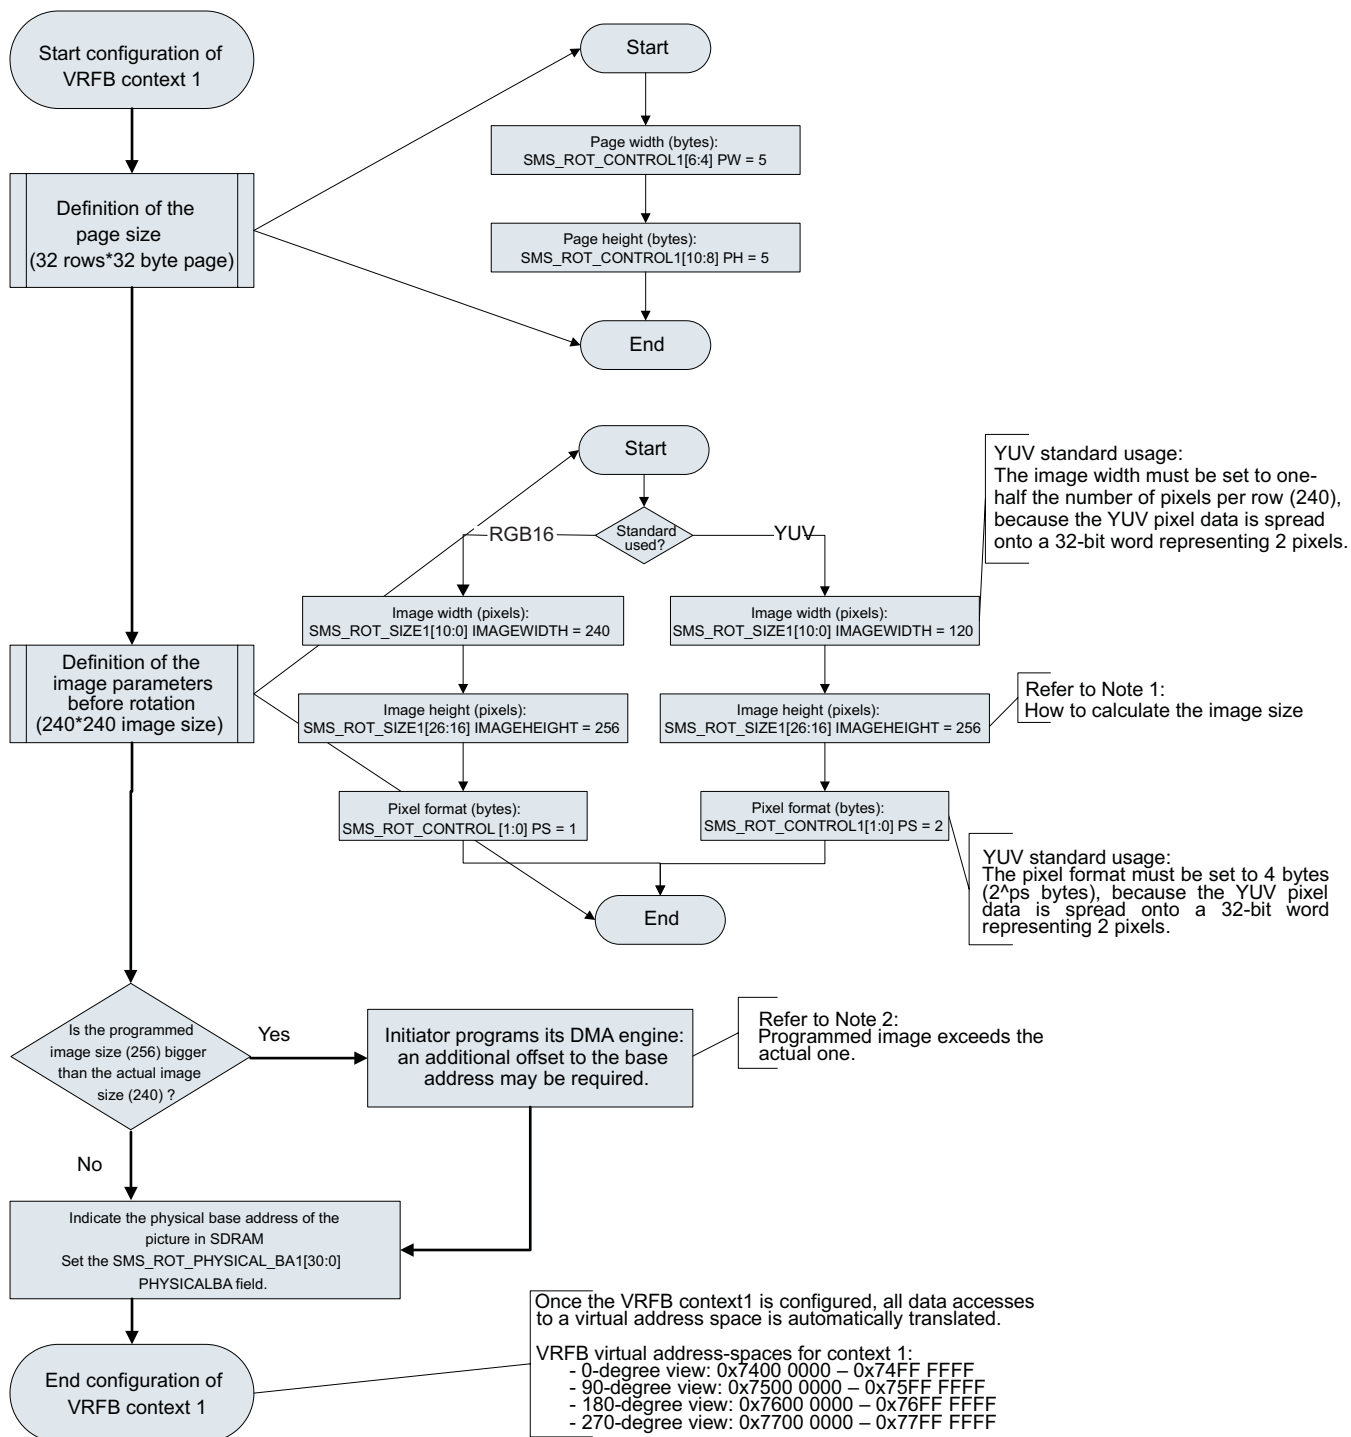 Start configuration of
VRFB context 1
Definition of the
page size
(32 rows*32 byte page)
Start
Page width (bytes):
SMS_ROT_CONTROL1[6:4] PW = 5
Page height (bytes):
SMS_ROT_CONTROL1[10:8] PH = 5
End
Start
Standard
used?
RGB16
YUV
YUV standard usage:
The image width must be set to one-
half the number of pixels per row (240),
because the YUV pixel data is spread
onto a 32-bit word representing 2 pixels.
Image width (pixels):
SMS_ROT_SIZE1[10:0] IMAGEWIDTH = 240
Image width (pixels):
SMS_ROT_SIZE1[10:0] IMAGEWIDTH = 120
Definition of the
image parameters
before rotation
(240*240 image size)
Image height (pixels):
SMS_ROT_SIZE1[26:16] IMAGEHEIGHT = 256
Image height (pixels):
SMS_ROT_SIZE1[26:16] IMAGEHEIGHT = 256
Refer to Note 1:
How to calculate the image size
Pixel format (bytes):
SMS_ROT_CONTROL [1:0] PS = 1
Pixel format (bytes):
SMS_ROT_CONTROL1[1:0] PS = 2
YUV standard usage:
The pixel format must be set to 4 bytes
(2^ps bytes), because the YUV pixel
data is spread onto a 32-bit word
representing 2 pixels.
End
Is the programmed
image size (256) bigger
than the actual image
size (240) ?
Yes
No
Initiator programs its DMA engine:
an additional offset to the base
address may be required.
Refer to Note 2:
Programmed image exceeds the
actual one.
Indicate the physical base address of the
picture in SDRAM
Set the SMS_ROT_PHYSICAL_BA1[30:0]
PHYSICALBA field.
End configuration of
VRFB context 1
Once the VRFB context1 is configured, all data accesses
to a virtual address space is automatically translated.
VRFB virtual address-spaces for context 1:
- 0-degree view: 0x7400 0000 – 0x74FF FFFF
- 90-degree view: 0x7500 0000 – 0x75FF FFFF
- 180-degree view: 0x7600 0000 – 0x76FF FFFF
- 270-degree view: 0x7700 0000 – 0x77FF FFFF